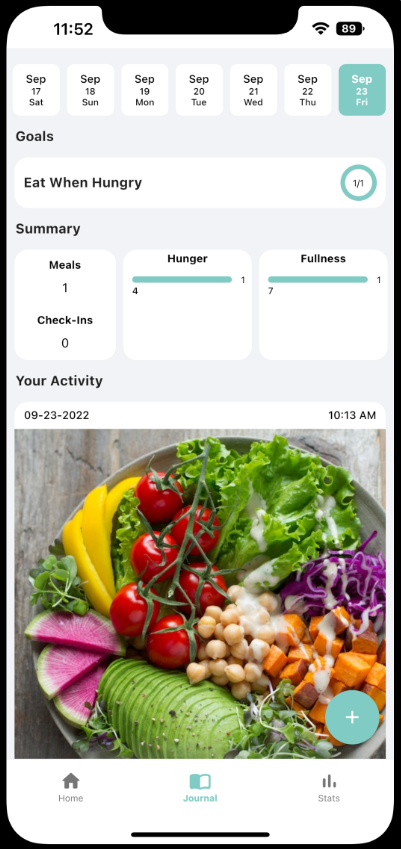 11:52
89
Sep Sep Sep Sep Sep Sep Sep
17 18 19 20 21 22 23
Sat Sun Mon Tue Wed Thu Fri
Goals
Eat When Hungry 1/1
Summary
Meals
1
Check-Ins
0
Hunger
1
4
Fullness
1
7
Your Activity
09-23-2022 10:13 AM
+
Home Journal Stats